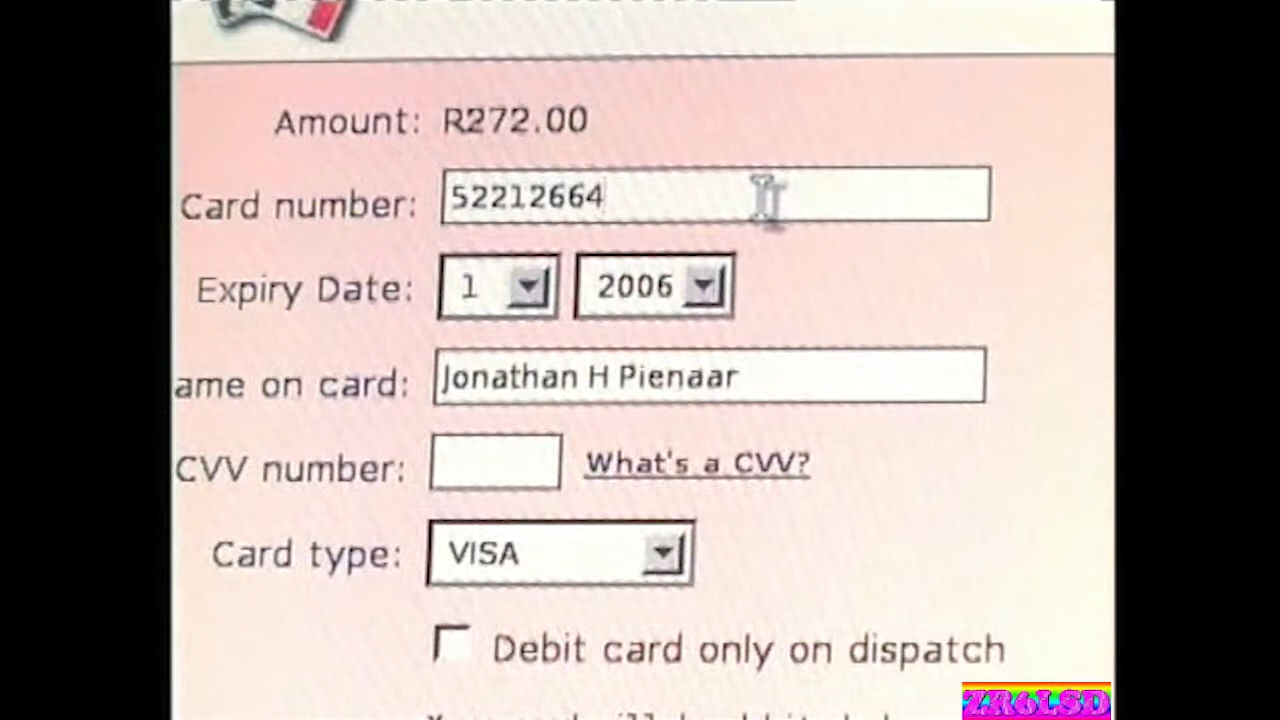 Amount: R272.00
Card number: 52212664
Expiry Date: 1 2006
ame on card: Jonathan H Pienaar
CVV number: What's a CVV?
Card type: VISA
Debit card only on dispatch
ZR6LSD